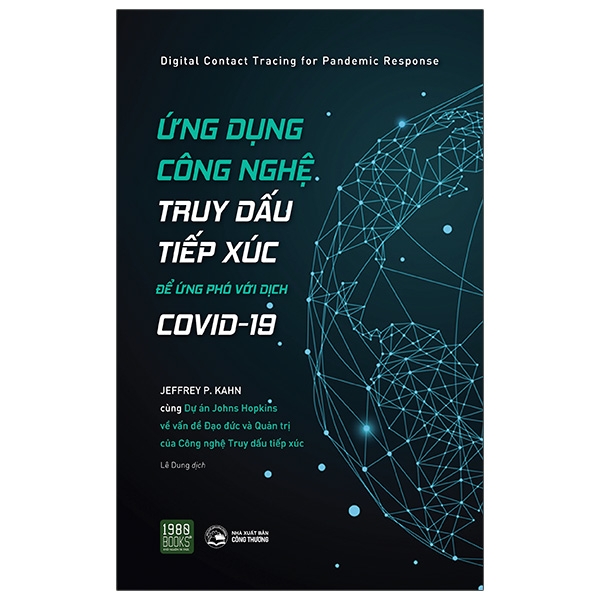 Digital Contact Tracing for Pandemic Response
ỨNG DỤNG
CÔNG NGHỆ
TRUY DẤU
TIẾP XÚC
ĐỂ ỨNG PHÓ VỚI DỊCH
COVID-19
JEFFREY P. KAHN
cùng Dự án Johns Hopkins
về vấn đề Đạo đức và Quản trị
của Công nghệ Truy dấu tiếp xúc
Lê Dung dịch
1980
BOOKS
NHÀ XUẤT BẢN
CÔNG THƯƠNG